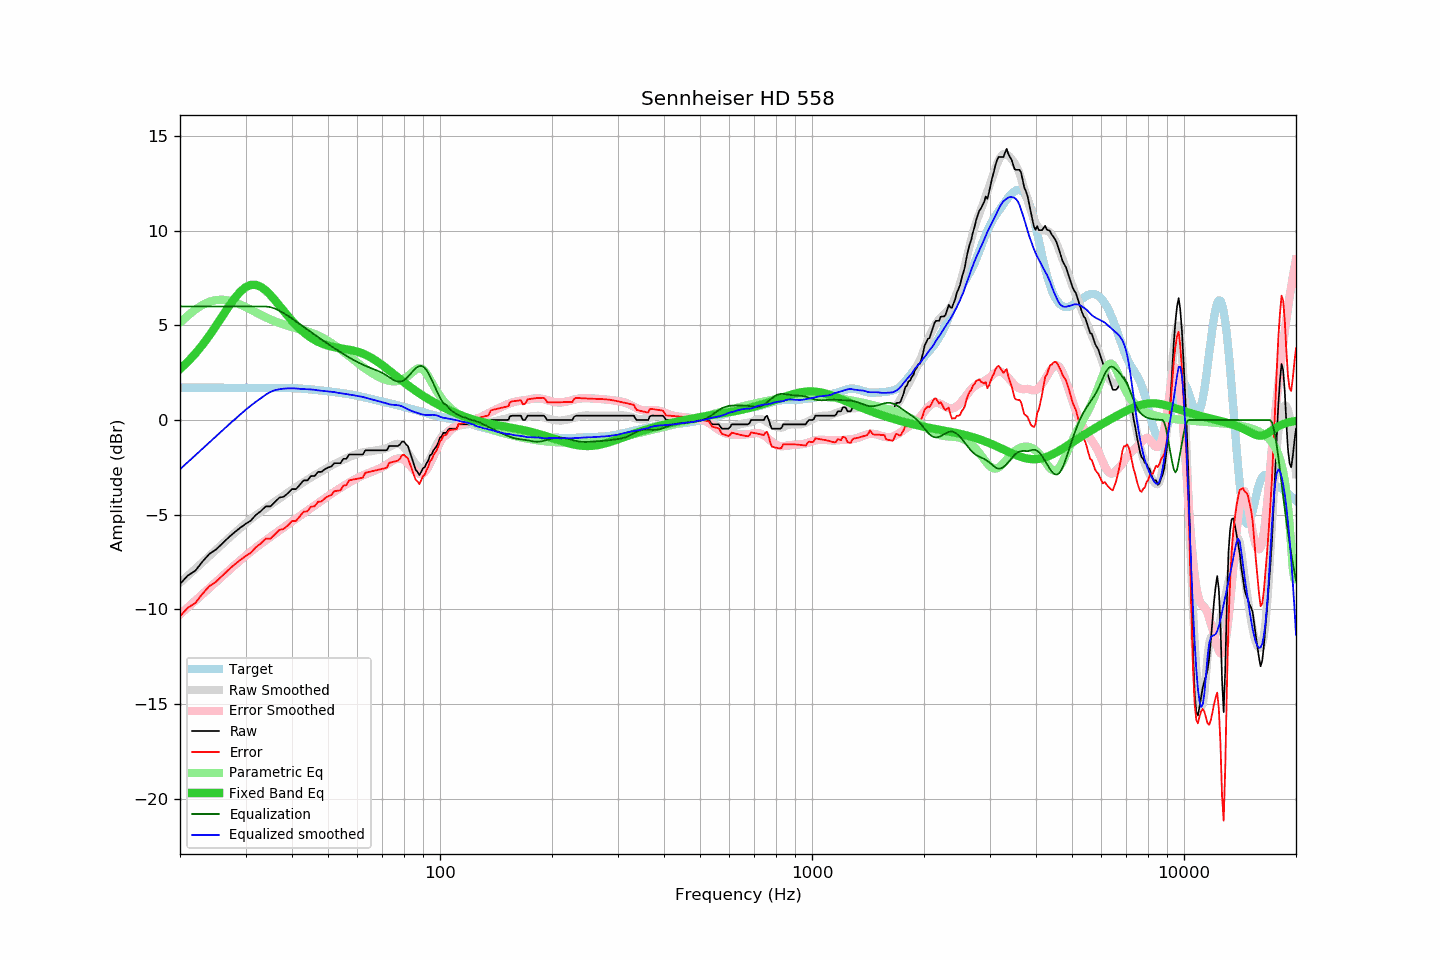 Sennheiser HD 558
15
10
5
0
−5
−10
−15
−20
Amplitude (dBr)
Target
Raw Smoothed
Error Smoothed
Raw
Error
Parametric Eq
Fixed Band Eq
Equalization
Equalized smoothed
100
1000
10000
Frequency (Hz)